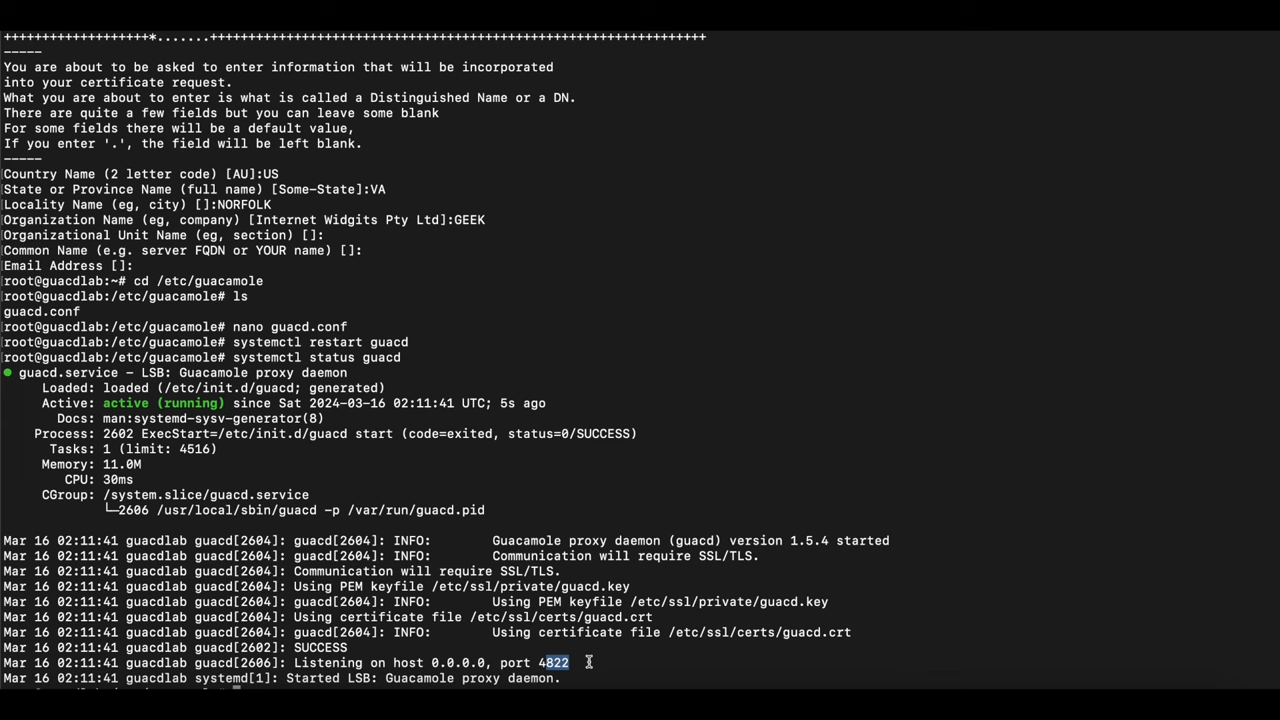 +++++++++++++++++++*.......+++++++++++++++++++++++++++++++++++++++++++++++++++++++++++++++++
-----
You are about to be asked to enter information that will be incorporated
into your certificate request.
What you are about to enter is what is called a Distinguished Name or a DN.
There are quite a few fields but you can leave some blank
For some fields there will be a default value,
If you enter '.', the field will be left blank.
-----
Country Name (2 letter code) [AU]:US
State or Province Name (full name) [Some-State]:VA
Locality Name (eg, city) []:NORFOLK
Organization Name (eg, company) [Internet Widgits Pty Ltd]:GEEK
Organizational Unit Name (eg, section) []:
Common Name (e.g. server FQDN or YOUR name) []:
Email Address []:
root@guacdlab:~# cd /etc/guacamole
root@guacdlab:/etc/guacamole# ls
guacd.conf
root@guacdlab:/etc/guacamole# nano guacd.conf
root@guacdlab:/etc/guacamole# systemctl restart guacd
root@guacdlab:/etc/guacamole# systemctl status guacd
● guacd.service - LSB: Guacamole proxy daemon
Loaded: loaded (/etc/init.d/guacd; generated)
Active: active (running) since Sat 2024-03-16 02:11:41 UTC; 5s ago
Docs: man:systemd-sysv-generator(8)
Process: 2602 ExecStart=/etc/init.d/guacd start (code=exited, status=0/SUCCESS)
Tasks: 1 (limit: 4516)
Memory: 11.0M
CPU: 30ms
CGroup: /system.slice/guacd.service
└─2606 /usr/local/sbin/guacd -p /var/run/guacd.pid
Mar 16 02:11:41 guacdlab guacd[2604]: guacd[2604]: INFO: Guacamole proxy daemon (guacd) version 1.5.4 started
Mar 16 02:11:41 guacdlab guacd[2604]: guacd[2604]: INFO: Communication will require SSL/TLS.
Mar 16 02:11:41 guacdlab guacd[2604]: Communication will require SSL/TLS.
Mar 16 02:11:41 guacdlab guacd[2604]: Using PEM keyfile /etc/ssl/private/guacd.key
Mar 16 02:11:41 guacdlab guacd[2604]: guacd[2604]: INFO: Using PEM keyfile /etc/ssl/private/guacd.key
Mar 16 02:11:41 guacdlab guacd[2604]: Using certificate file /etc/ssl/certs/guacd.crt
Mar 16 02:11:41 guacdlab guacd[2604]: guacd[2604]: INFO: Using certificate file /etc/ssl/certs/guacd.crt
Mar 16 02:11:41 guacdlab guacd[2602]: SUCCESS
Mar 16 02:11:41 guacdlab guacd[2606]: Listening on host 0.0.0.0, port 4822
Mar 16 02:11:41 guacdlab systemd[1]: Started LSB: Guacamole proxy daemon.